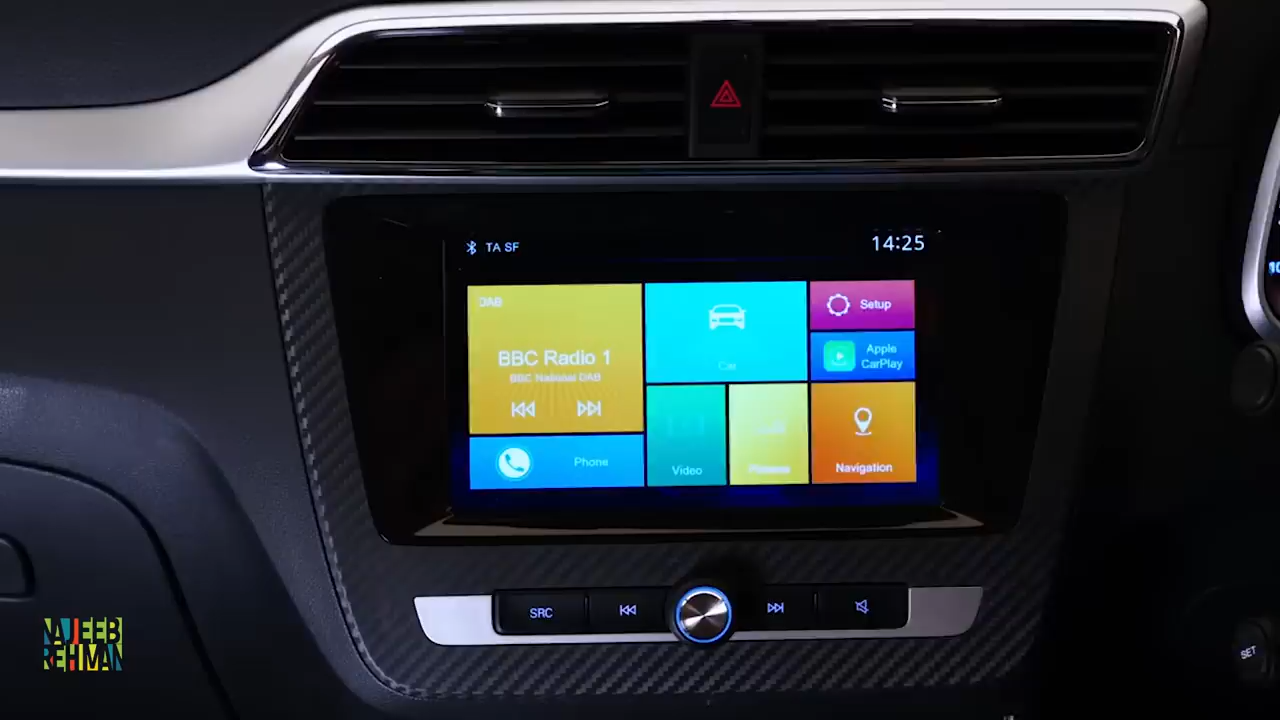 TA SF
14:25
DAB
BBC Radio 1
BBC National DAB
Phone
Car
Video
Setup
Apple
CarPlay
Navigation
SRC
SET
NAJEEB
REHMAN